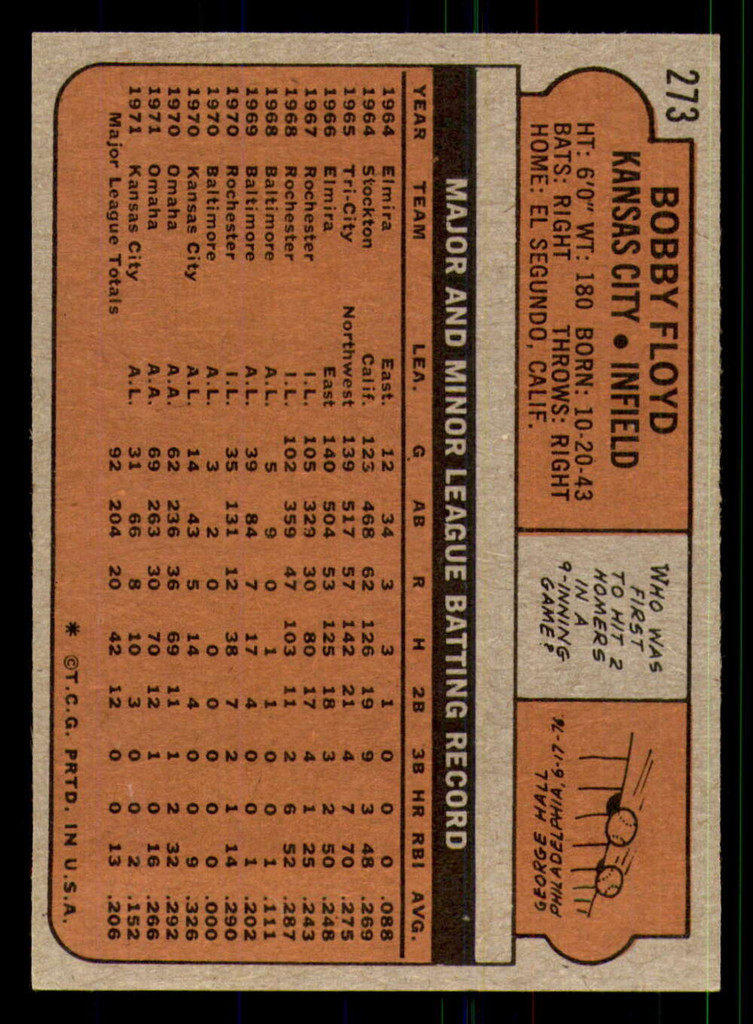 273
BOBBY FLOYD
KANSAS CITY • INFIELD
HT: 6'0" WT: 180 BORN: 10-20-43
BATS: RIGHT THROWS: RIGHT
HOME: EL SEGUNDO, CALIF.
WHO WAS
FIRST
TO HIT 2
HOMERS
IN A
9-INNING
GAME?
GEORGE HALL
PHILADELPHIA, 6-17-76
MAJOR AND MINOR LEAGUE BATTING RECORD
YEAR TEAM LEA. G AB R H 2B 3B HR RBI AVG.
1964 Elmira East. 12 34 3 3 1 0 0 0 .088
1964 Stockton Calif. 123 468 62 126 19 9 3 48 .269
1965 Tri-City Northwest 139 517 57 142 21 4 7 70 .275
1966 Elmira East 140 504 53 125 18 3 2 50 .248
1967 Rochester I.L. 105 329 30 80 17 4 1 25 .243
1968 Rochester I.L. 102 359 47 103 11 2 6 52 .287
1968 Baltimore A.L. 5 9 0 1 1 0 0 1 .111
1969 Baltimore A.L. 39 84 7 17 4 0 0 1 .202
1970 Rochester I.L. 35 131 12 38 7 2 1 14 .290
1970 Baltimore A.L. 3 2 0 0 0 0 0 0 .000
1970 Kansas City A.L. 14 43 5 14 4 0 0 9 .326
1970 Omaha A.A. 62 236 36 69 11 1 2 32 .292
1971 Omaha A.A. 69 263 30 70 12 1 0 16 .266
1971 Kansas City A.L. 31 66 8 10 3 0 0 2 .152
Major League Totals 92 204 20 42 12 0 0 13 .206
* ©T.C.G. PRTD. IN U.S.A.